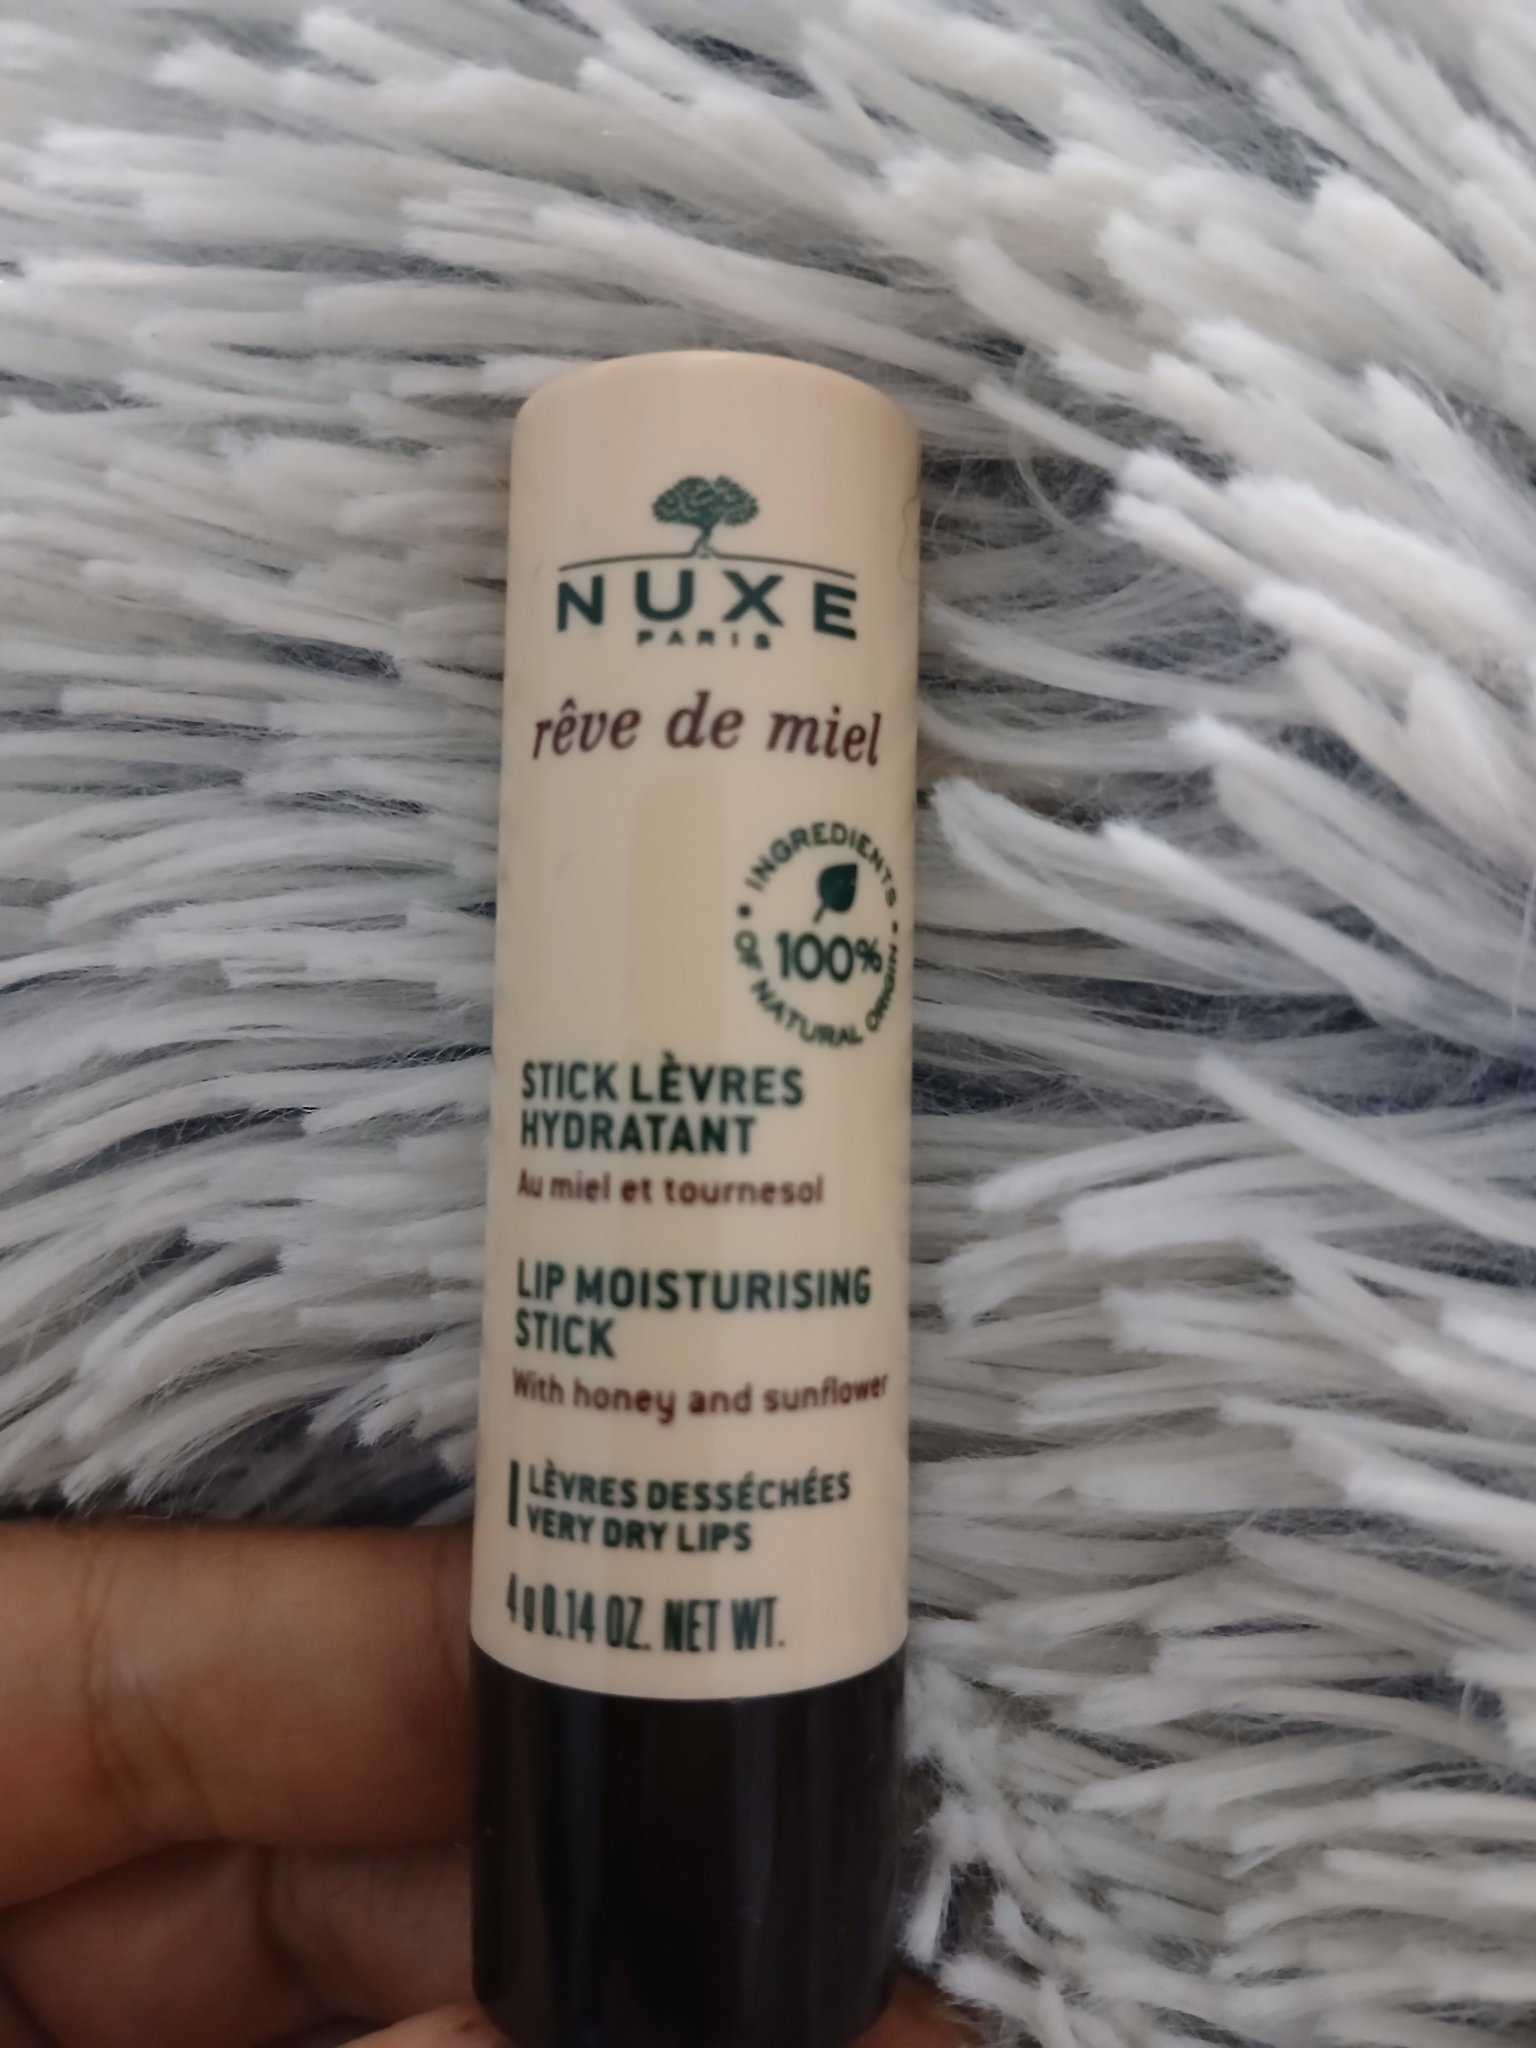 NUXE
PARIS
rêve de miel
INGREDIENTS
100%
OF NATURAL ORIGIN
STICK LÈVRES
HYDRATANT
Au miel et tournesol
LIP MOISTURISING
STICK
With honey and sunflower
LÈVRES DESSÉCHÉES
VERY DRY LIPS
4g 0.14 OZ. NET WT.